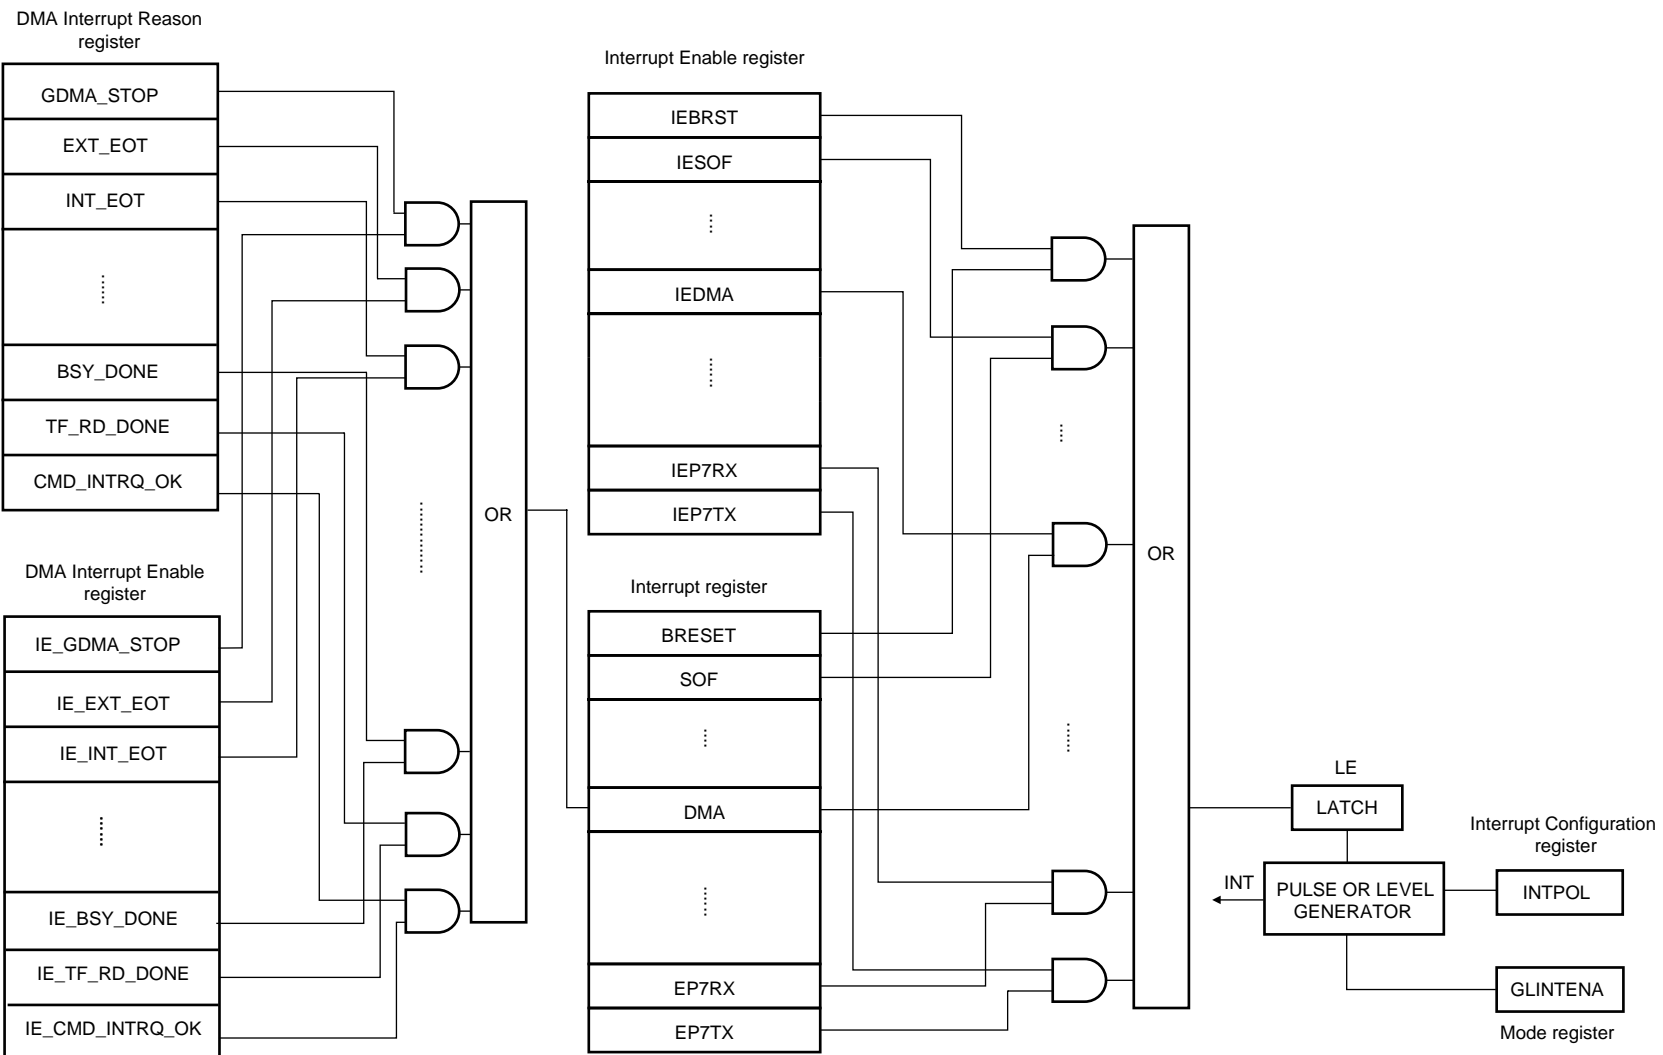 DMA Interrupt Reason
register
GDMA_STOP
EXT_EOT
INT_EOT
BSY_DONE
TF_RD_DONE
CMD_INTRQ_OK
DMA Interrupt Enable
register
IE_GDMA_STOP
IE_EXT_EOT
IE_INT_EOT
IE_BSY_DONE
IE_TF_RD_DONE
IE_CMD_INTRQ_OK
OR
Interrupt Enable register
IEBRST
IESOF
IEDMA
IEP7RX
IEP7TX
Interrupt register
BRESET
SOF
DMA
EP7RX
EP7TX
OR
LE
LATCH
Interrupt Configuration
register
INT
PULSE OR LEVEL
GENERATOR
INTPOL
GLINTENA
Mode register